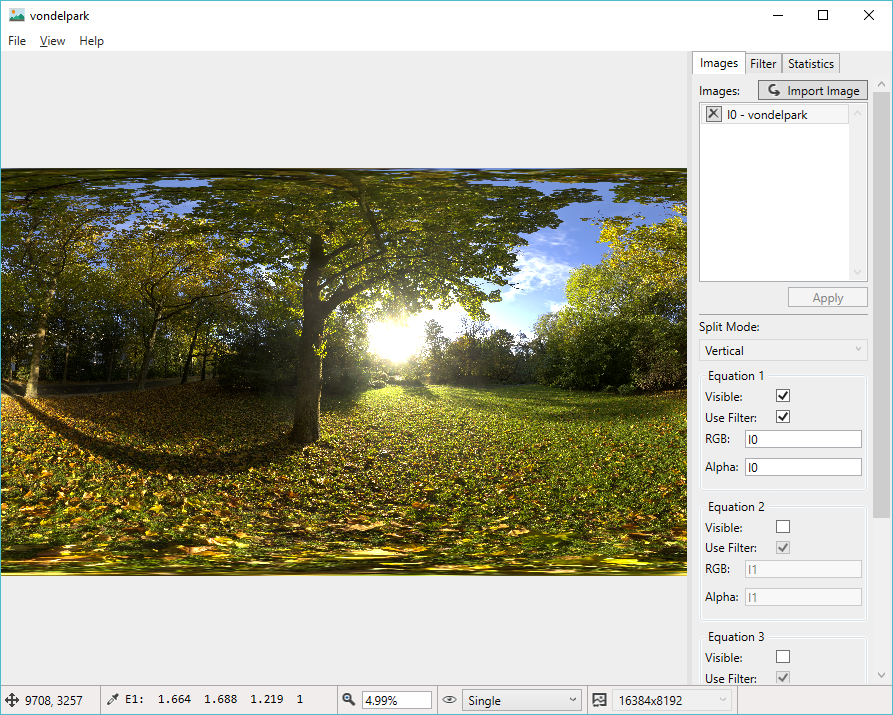 vondelpark
File View Help
Images Filter Statistics
Images: Import Image
I0 - vondelpark
Apply
Split Mode:
Vertical
Equation 1
Visible:
Use Filter:
RGB: I0
Alpha: I0
Equation 2
Visible:
Use Filter:
RGB: I1
Alpha: I1
Equation 3
Visible:
Use Filter:
9708, 3257 E1: 1.664 1.688 1.219 1 4.99% Single 16384x8192